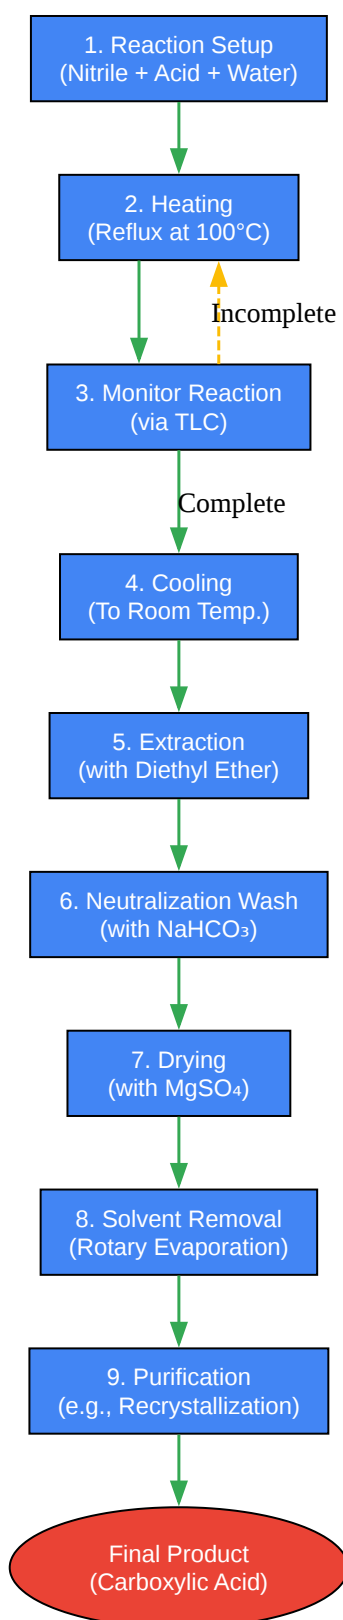 1. Reaction Setup
(Nitrile + Acid + Water)
2. Heating
(Reflux at 100°C)
Incomplete
3. Monitor Reaction
(via TLC)
Complete
4. Cooling
(To Room Temp.)
5. Extraction
(with Diethyl Ether)
6. Neutralization Wash
(with NaHCO₃)
7. Drying
(with MgSO₄)
8. Solvent Removal
(Rotary Evaporation)
9. Purification
(e.g., Recrystallization)
Final Product
(Carboxylic Acid)